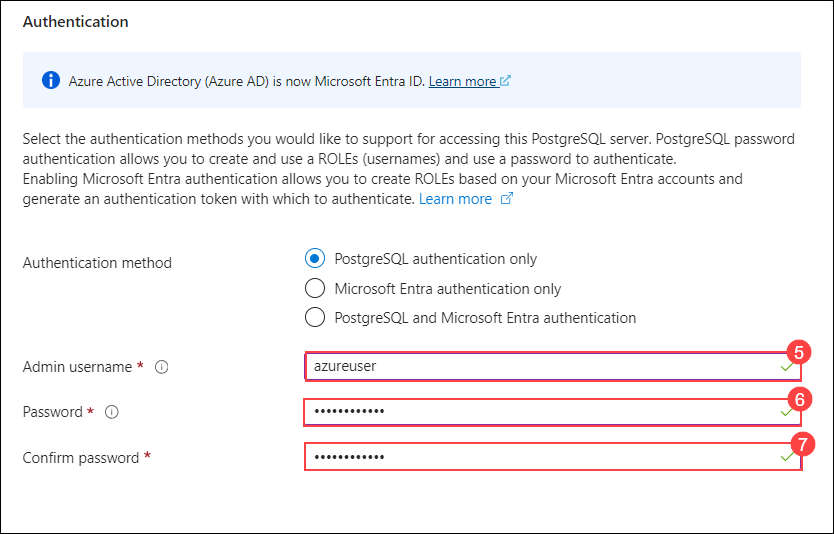 Authentication
Azure Active Directory (Azure AD) is now Microsoft Entra ID. Learn more
Select the authentication methods you would like to support for accessing this PostgreSQL server. PostgreSQL password
authentication allows you to create and use a ROLEs (usernames) and use a password to authenticate.
Enabling Microsoft Entra authentication allows you to create ROLEs based on your Microsoft Entra accounts and
generate an authentication token with which to authenticate. Learn more
Authentication method
PostgreSQL authentication only
Microsoft Entra authentication only
PostgreSQL and Microsoft Entra authentication
Admin username *
azureuser
5
Password *
••••••••••••
6
Confirm password *
••••••••••••
7